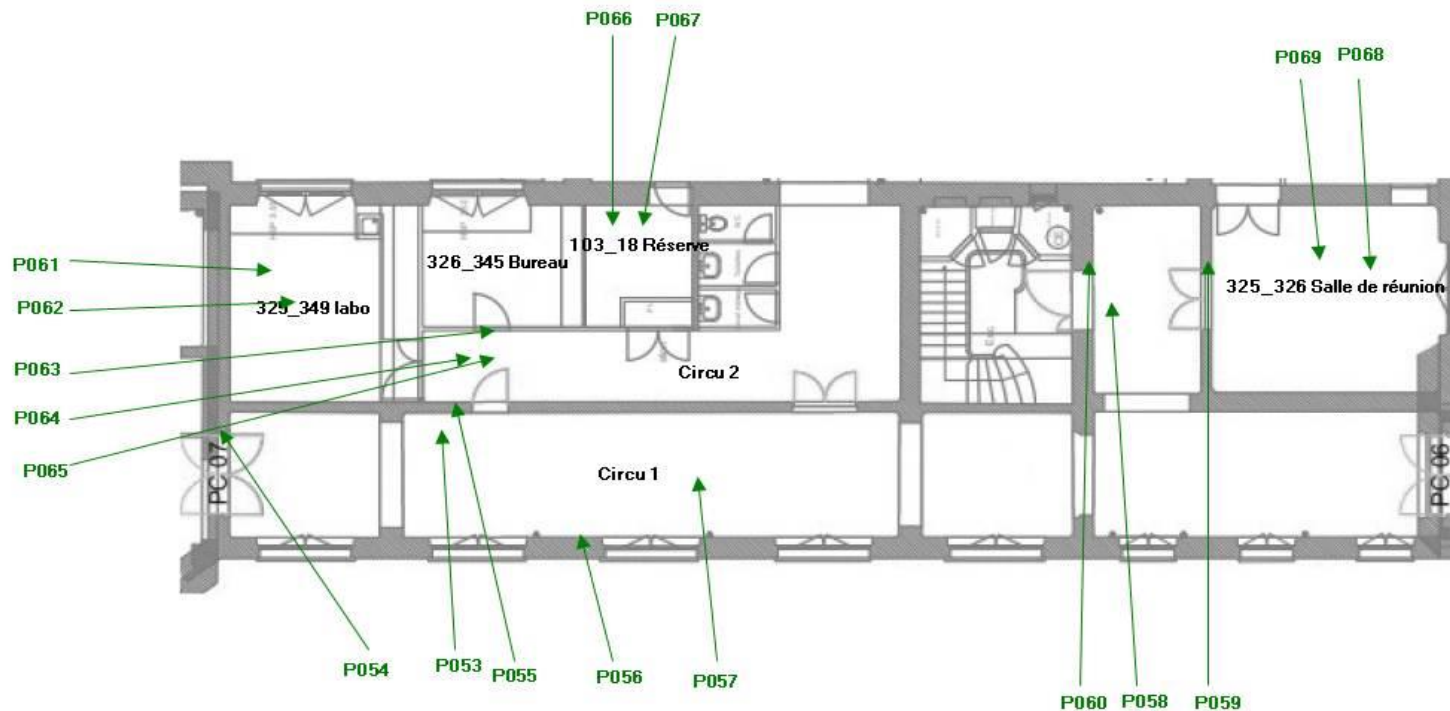 P066 P067
P069 P068
103_18 Réserve
326_345 Bureau
P061
325_326 Salle de réunion
P062
325_349 labo
P063
Circu 2
P064
P065
PC 07
Circu 1
PC 06
P054
P053
P055
P056
P057
P060
P058
P059